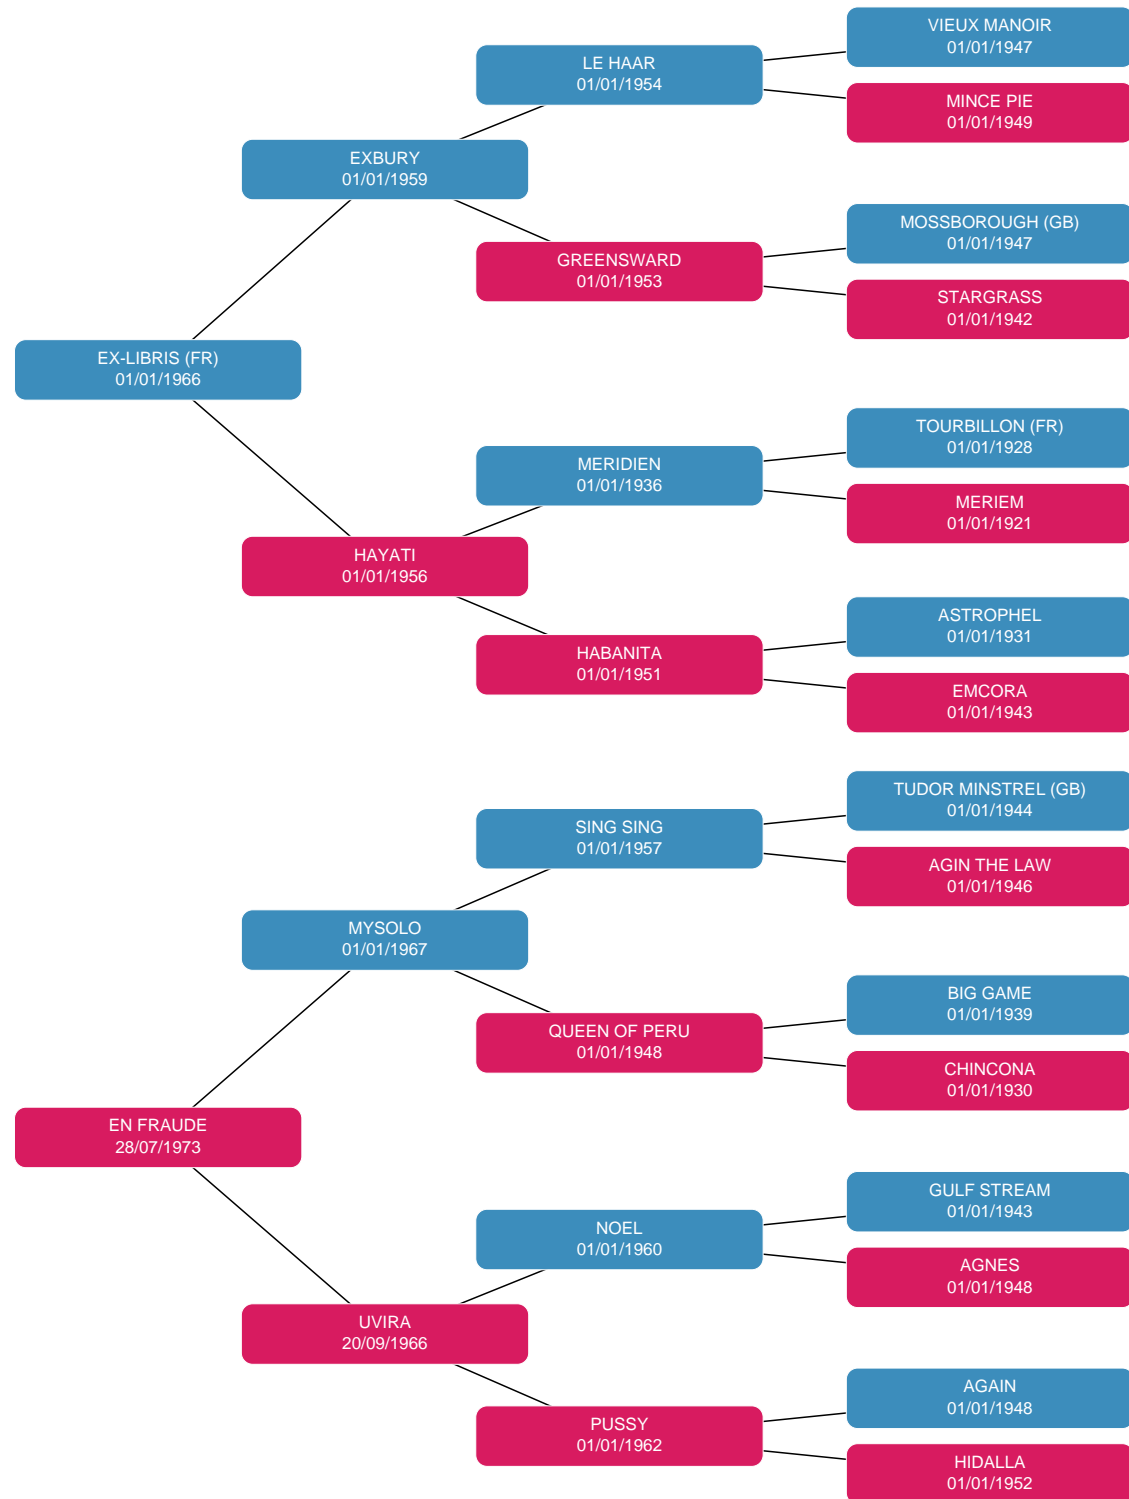 VIEUX MANOIR
01/01/1947
LE HAAR
01/01/1954
MINCE PIE
01/01/1949
EXBURY
01/01/1959
MOSSBOROUGH (GB)
01/01/1947
GREENSWARD
01/01/1953
STARGRASS
01/01/1942
EX-LIBRIS (FR)
01/01/1966
TOURBILLON (FR)
01/01/1928
MERIDIEN
01/01/1936
MERIEM
01/01/1921
HAYATI
01/01/1956
ASTROPHEL
01/01/1931
HABANITA
01/01/1951
EMCORA
01/01/1943
TUDOR MINSTREL (GB)
01/01/1944
SING SING
01/01/1957
AGIN THE LAW
01/01/1946
MYSOLO
01/01/1967
BIG GAME
01/01/1939
QUEEN OF PERU
01/01/1948
CHINCONA
01/01/1930
EN FRAUDE
28/07/1973
GULF STREAM
01/01/1943
NOEL
01/01/1960
AGNES
01/01/1948
UVIRA
20/09/1966
AGAIN
01/01/1948
PUSSY
01/01/1962
HIDALLA
01/01/1952